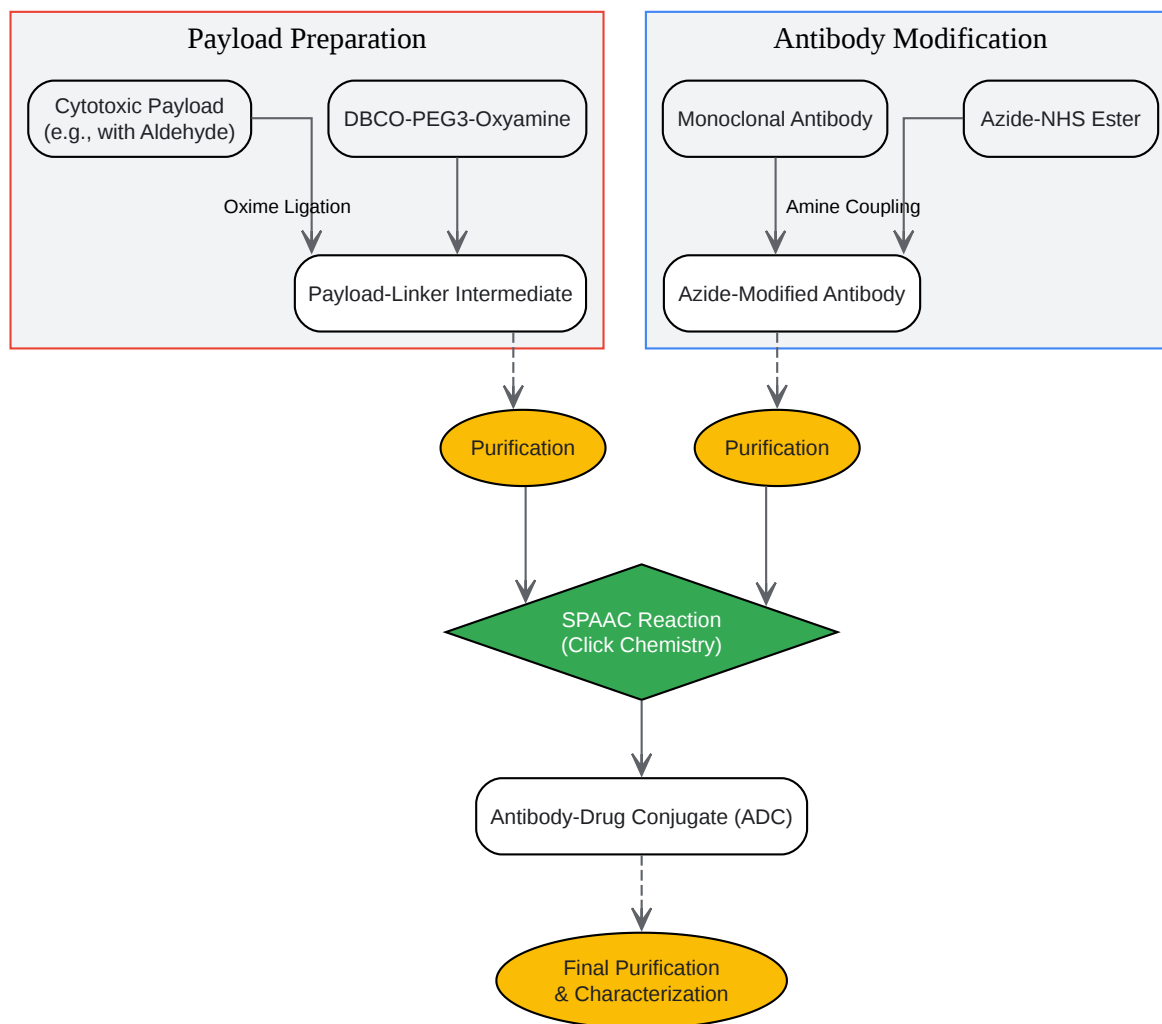 Payload Preparation
Antibody Modification
Cytotoxic Payload
(e.g., with Aldehyde)
DBCO-PEG3-Oxyamine
Monoclonal Antibody
Azide-NHS Ester
Oxime Ligation
Amine Coupling
Payload-Linker Intermediate
Azide-Modified Antibody
Purification
Purification
SPAAC Reaction
(Click Chemistry)
Antibody-Drug Conjugate (ADC)
Final Purification
& Characterization